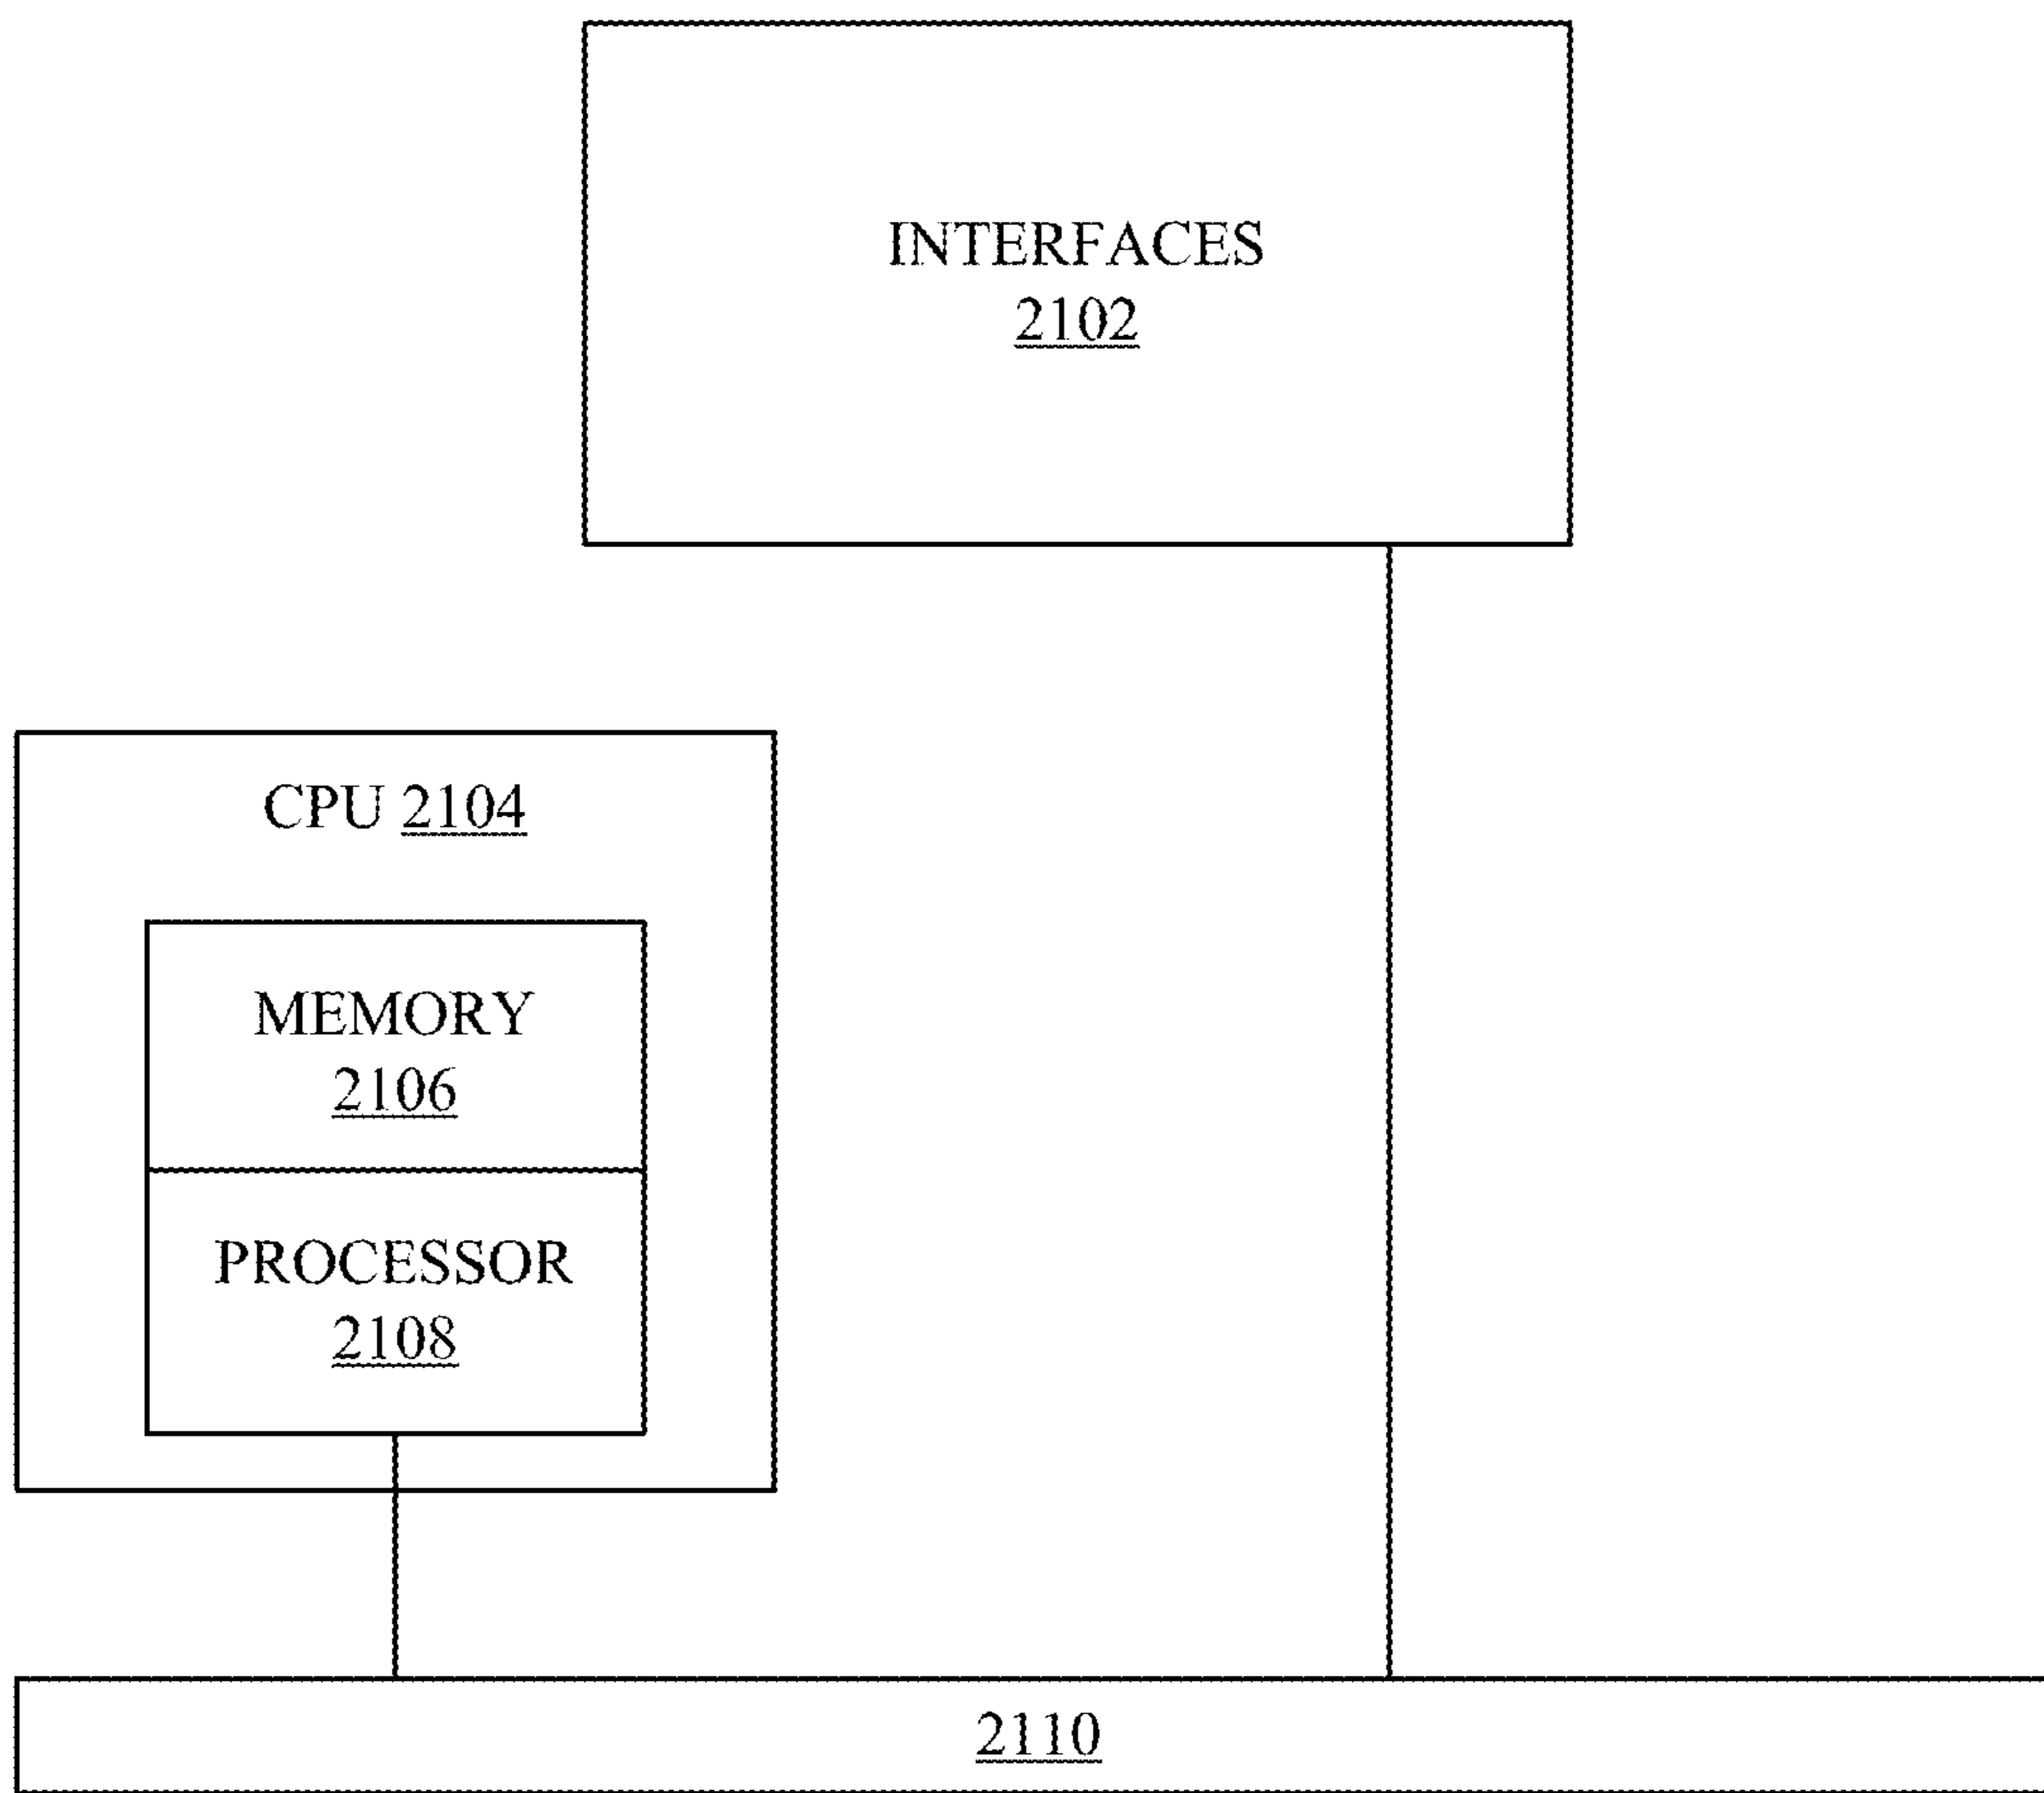 INTERFACES
2102
CPU 2104
MEMORY
2106
PROCESSOR
2108
2110